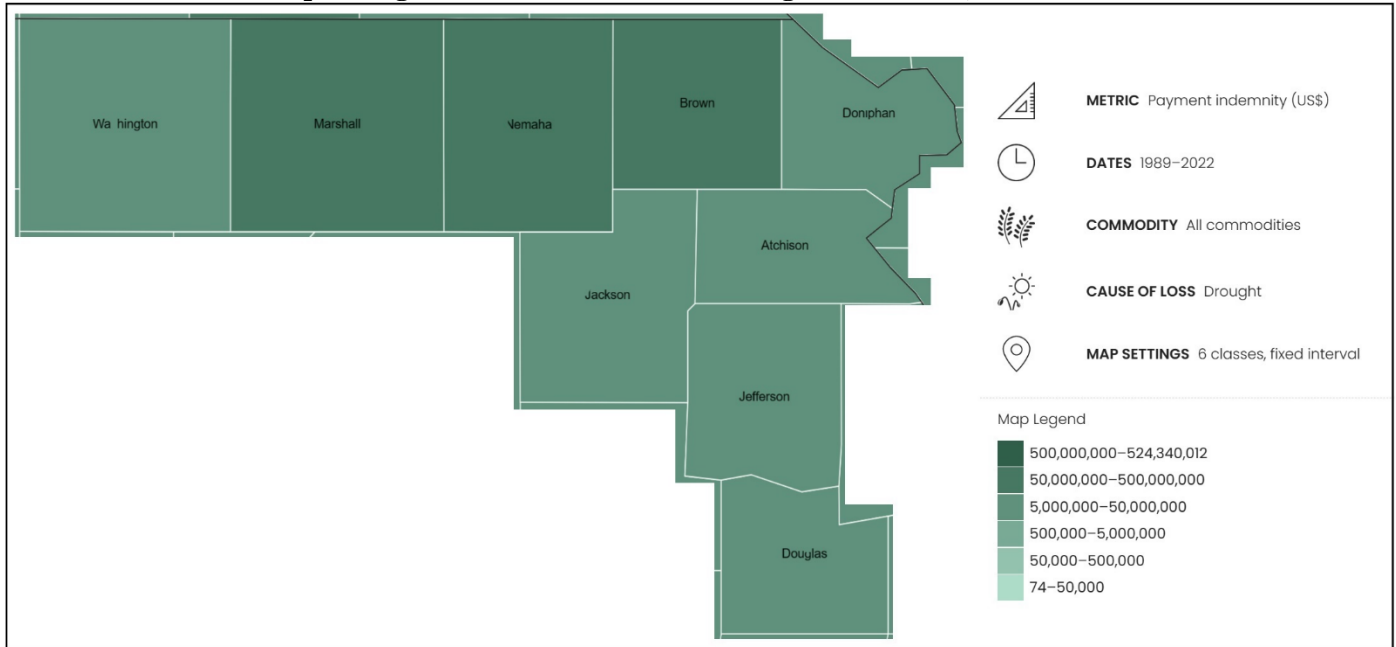 Brown
Doniphan
Wa hington
Marshall
Nemaha
Atchison
Jackson
Jefferson
Douglas
METRIC Payment indemnity (US$)
DATES 1989–2022
COMMODITY All commodities
CAUSE OF LOSS Drought
MAP SETTINGS 6 classes, fixed interval
Map Legend
500,000,000–524,340,012
50,000,000–500,000,000
5,000,000–50,000,000
500,000–5,000,000
50,000–500,000
74–50,000